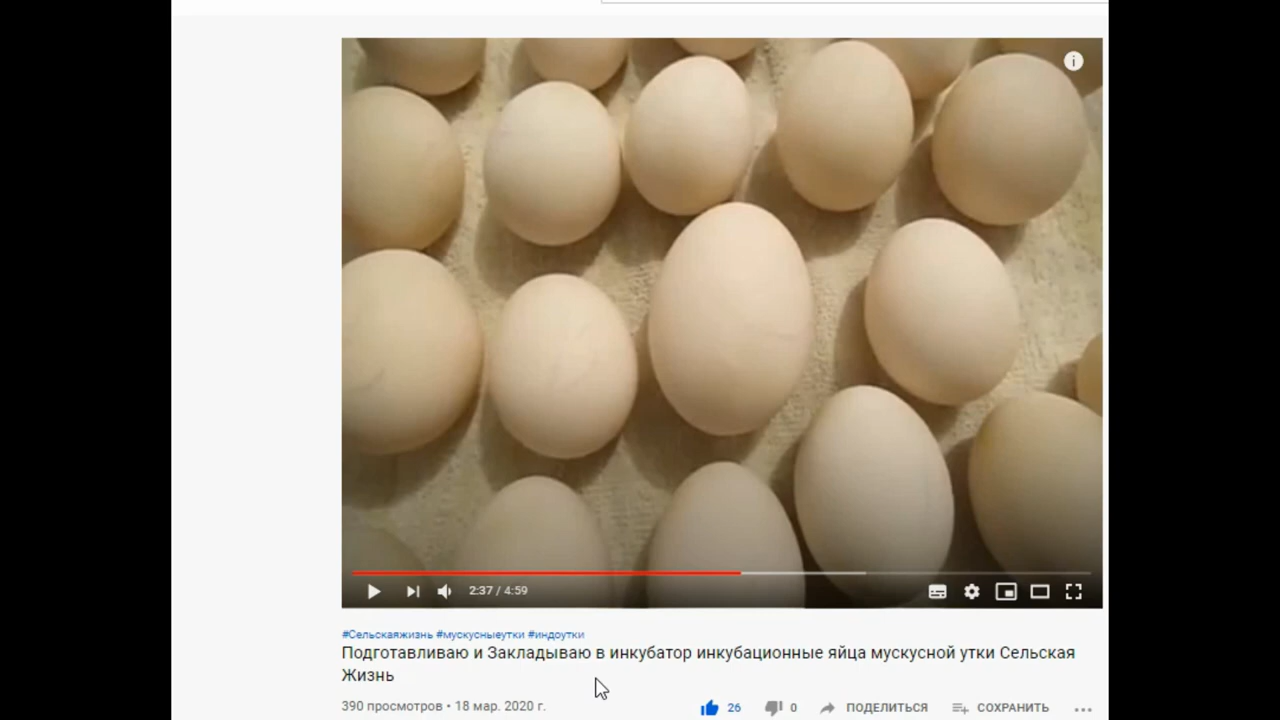 2:37 / 4:59
#Сельскаяжизнь #мускусныеутки #индоутки
Подготавливаю и Закладываю в инкубатор инкубационные яйца мускусной утки Сельская
Жизнь
390 просмотров • 18 мар. 2020 г.
26
0
ПОДЕЛИТЬСЯ
СОХРАНИТЬ